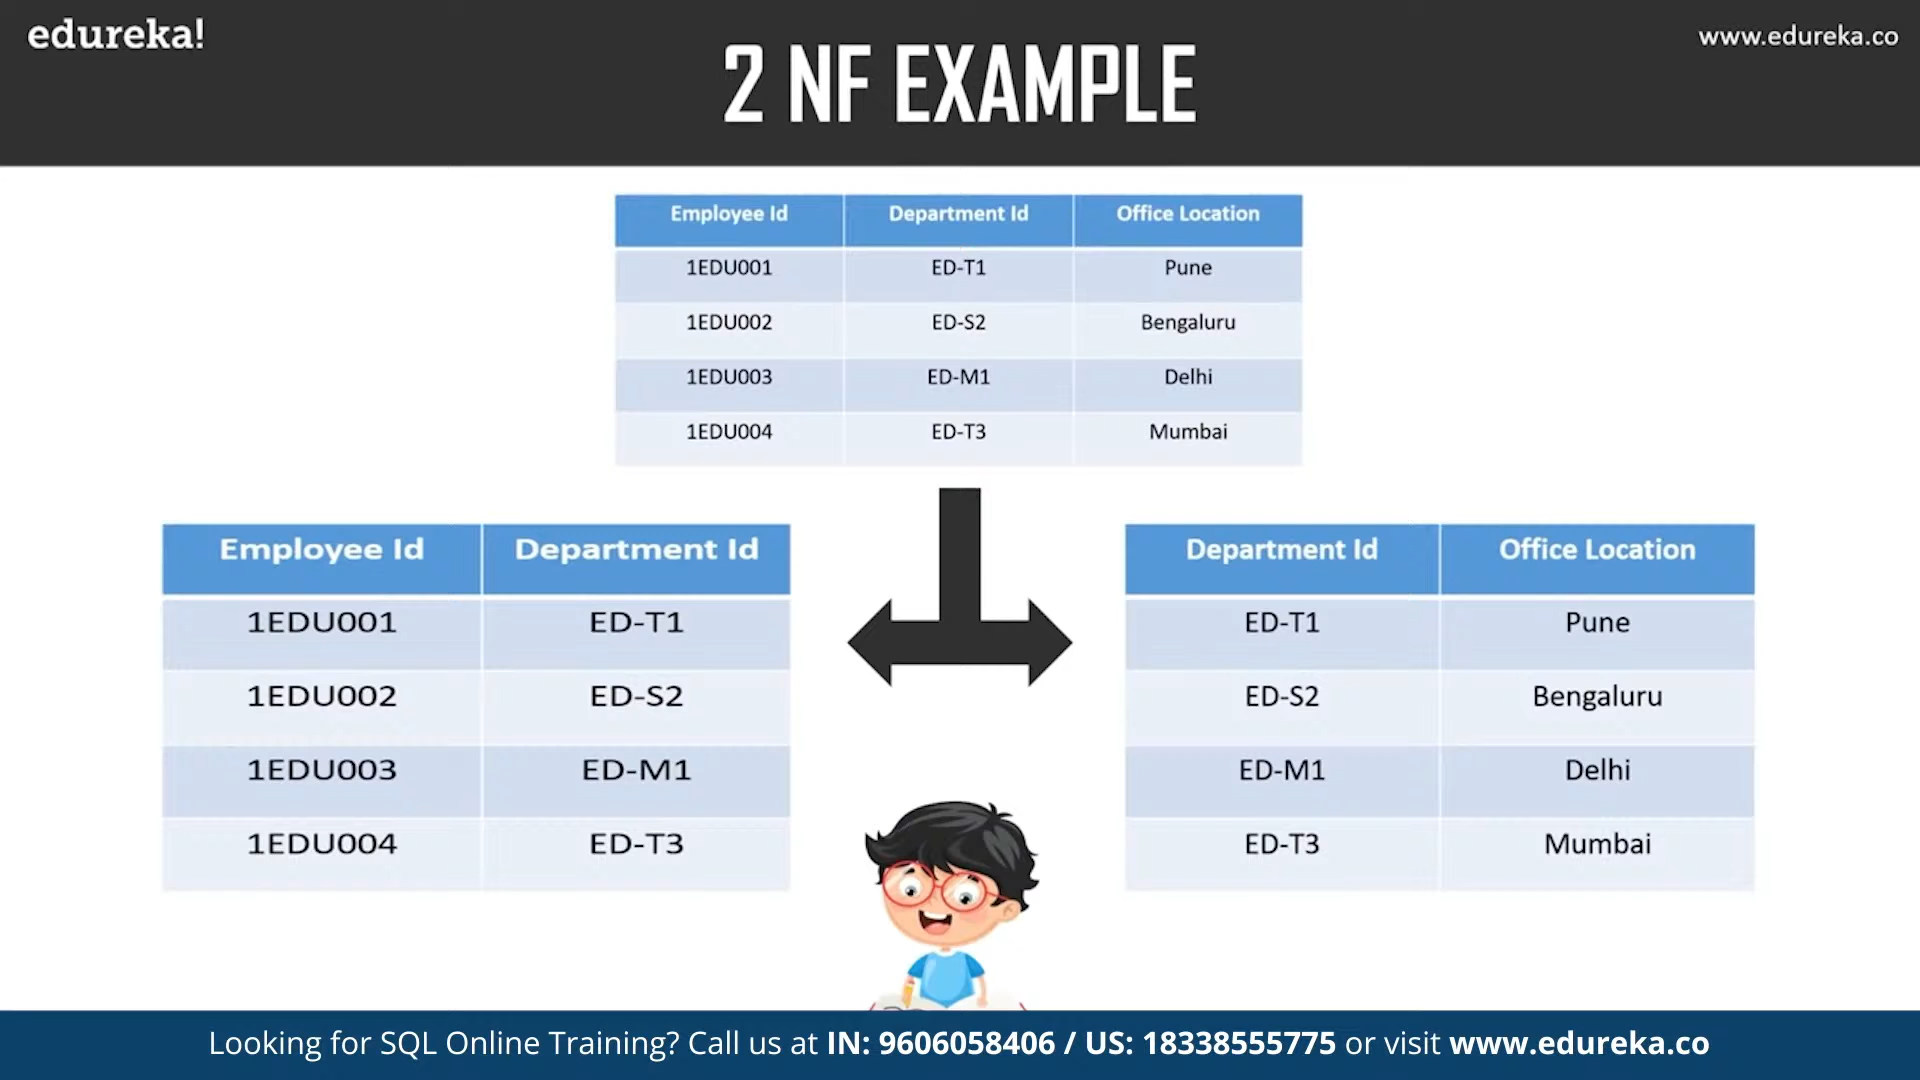 edureka!
www.edureka.co
2 NF EXAMPLE
Employee Id Department Id Office Location
1EDU001 ED-T1 Pune
1EDU002 ED-S2 Bengaluru
1EDU003 ED-M1 Delhi
1EDU004 ED-T3 Mumbai
Employee Id Department Id
1EDU001 ED-T1
1EDU002 ED-S2
1EDU003 ED-M1
1EDU004 ED-T3
Department Id Office Location
ED-T1 Pune
ED-S2 Bengaluru
ED-M1 Delhi
ED-T3 Mumbai
Looking for SQL Online Training? Call us at IN: 9606058406 / US: 18338555775 or visit www.edureka.co